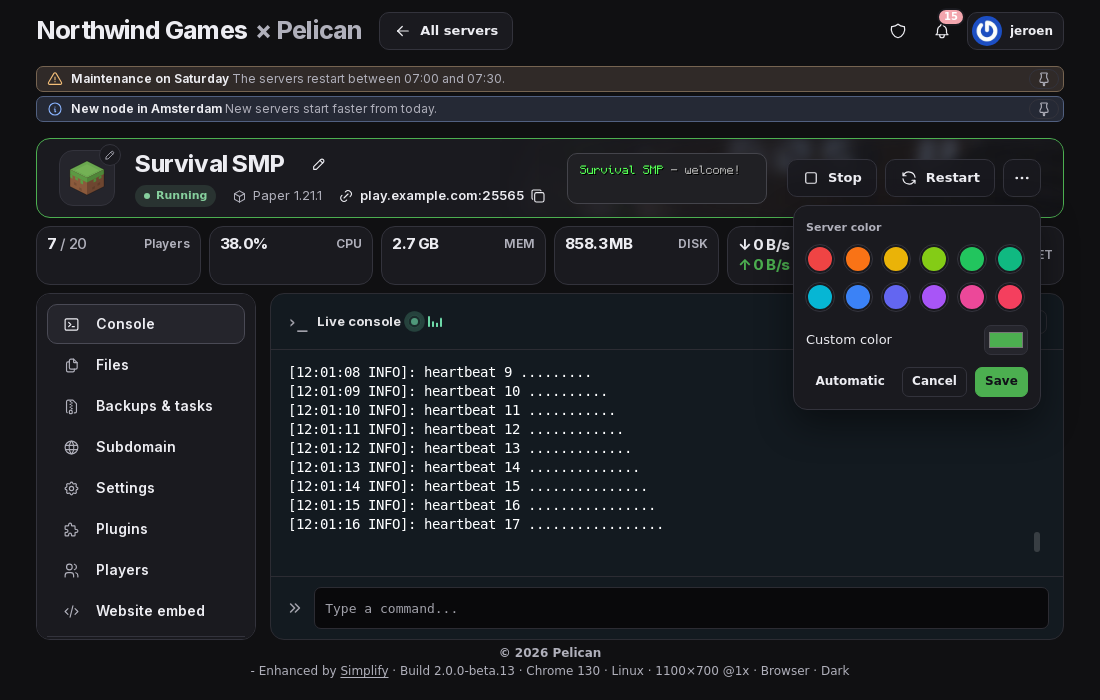 Northwind Games × Pelican
All servers
15
jeroen
Maintenance on Saturday The servers restart between 07:00 and 07:30.
New node in Amsterdam New servers start faster from today.
Survival SMP
Running
Paper 1.21.1
play.example.com:25565
Survival SMP — welcome!
Stop
Restart
7 / 20 Players
38.0% CPU
2.7 GB MEM
858.3 MB DISK
↓ 0 B/s
↑ 0 B/s
Server color
Custom color
Automatic
Cancel
Save
Console
Files
Backups & tasks
Subdomain
Settings
Plugins
Players
Website embed
Live console
[12:01:08 INFO]: heartbeat 9 .........
[12:01:09 INFO]: heartbeat 10 ..........
[12:01:10 INFO]: heartbeat 11 ...........
[12:01:11 INFO]: heartbeat 12 ............
[12:01:12 INFO]: heartbeat 13 .............
[12:01:13 INFO]: heartbeat 14 ..............
[12:01:14 INFO]: heartbeat 15 ...............
[12:01:15 INFO]: heartbeat 16 ................
[12:01:16 INFO]: heartbeat 17 .................
Type a command...
© 2026 Pelican
- Enhanced by Simplify · Build 2.0.0-beta.13 · Chrome 130 · Linux · 1100×700 @1x · Browser · Dark